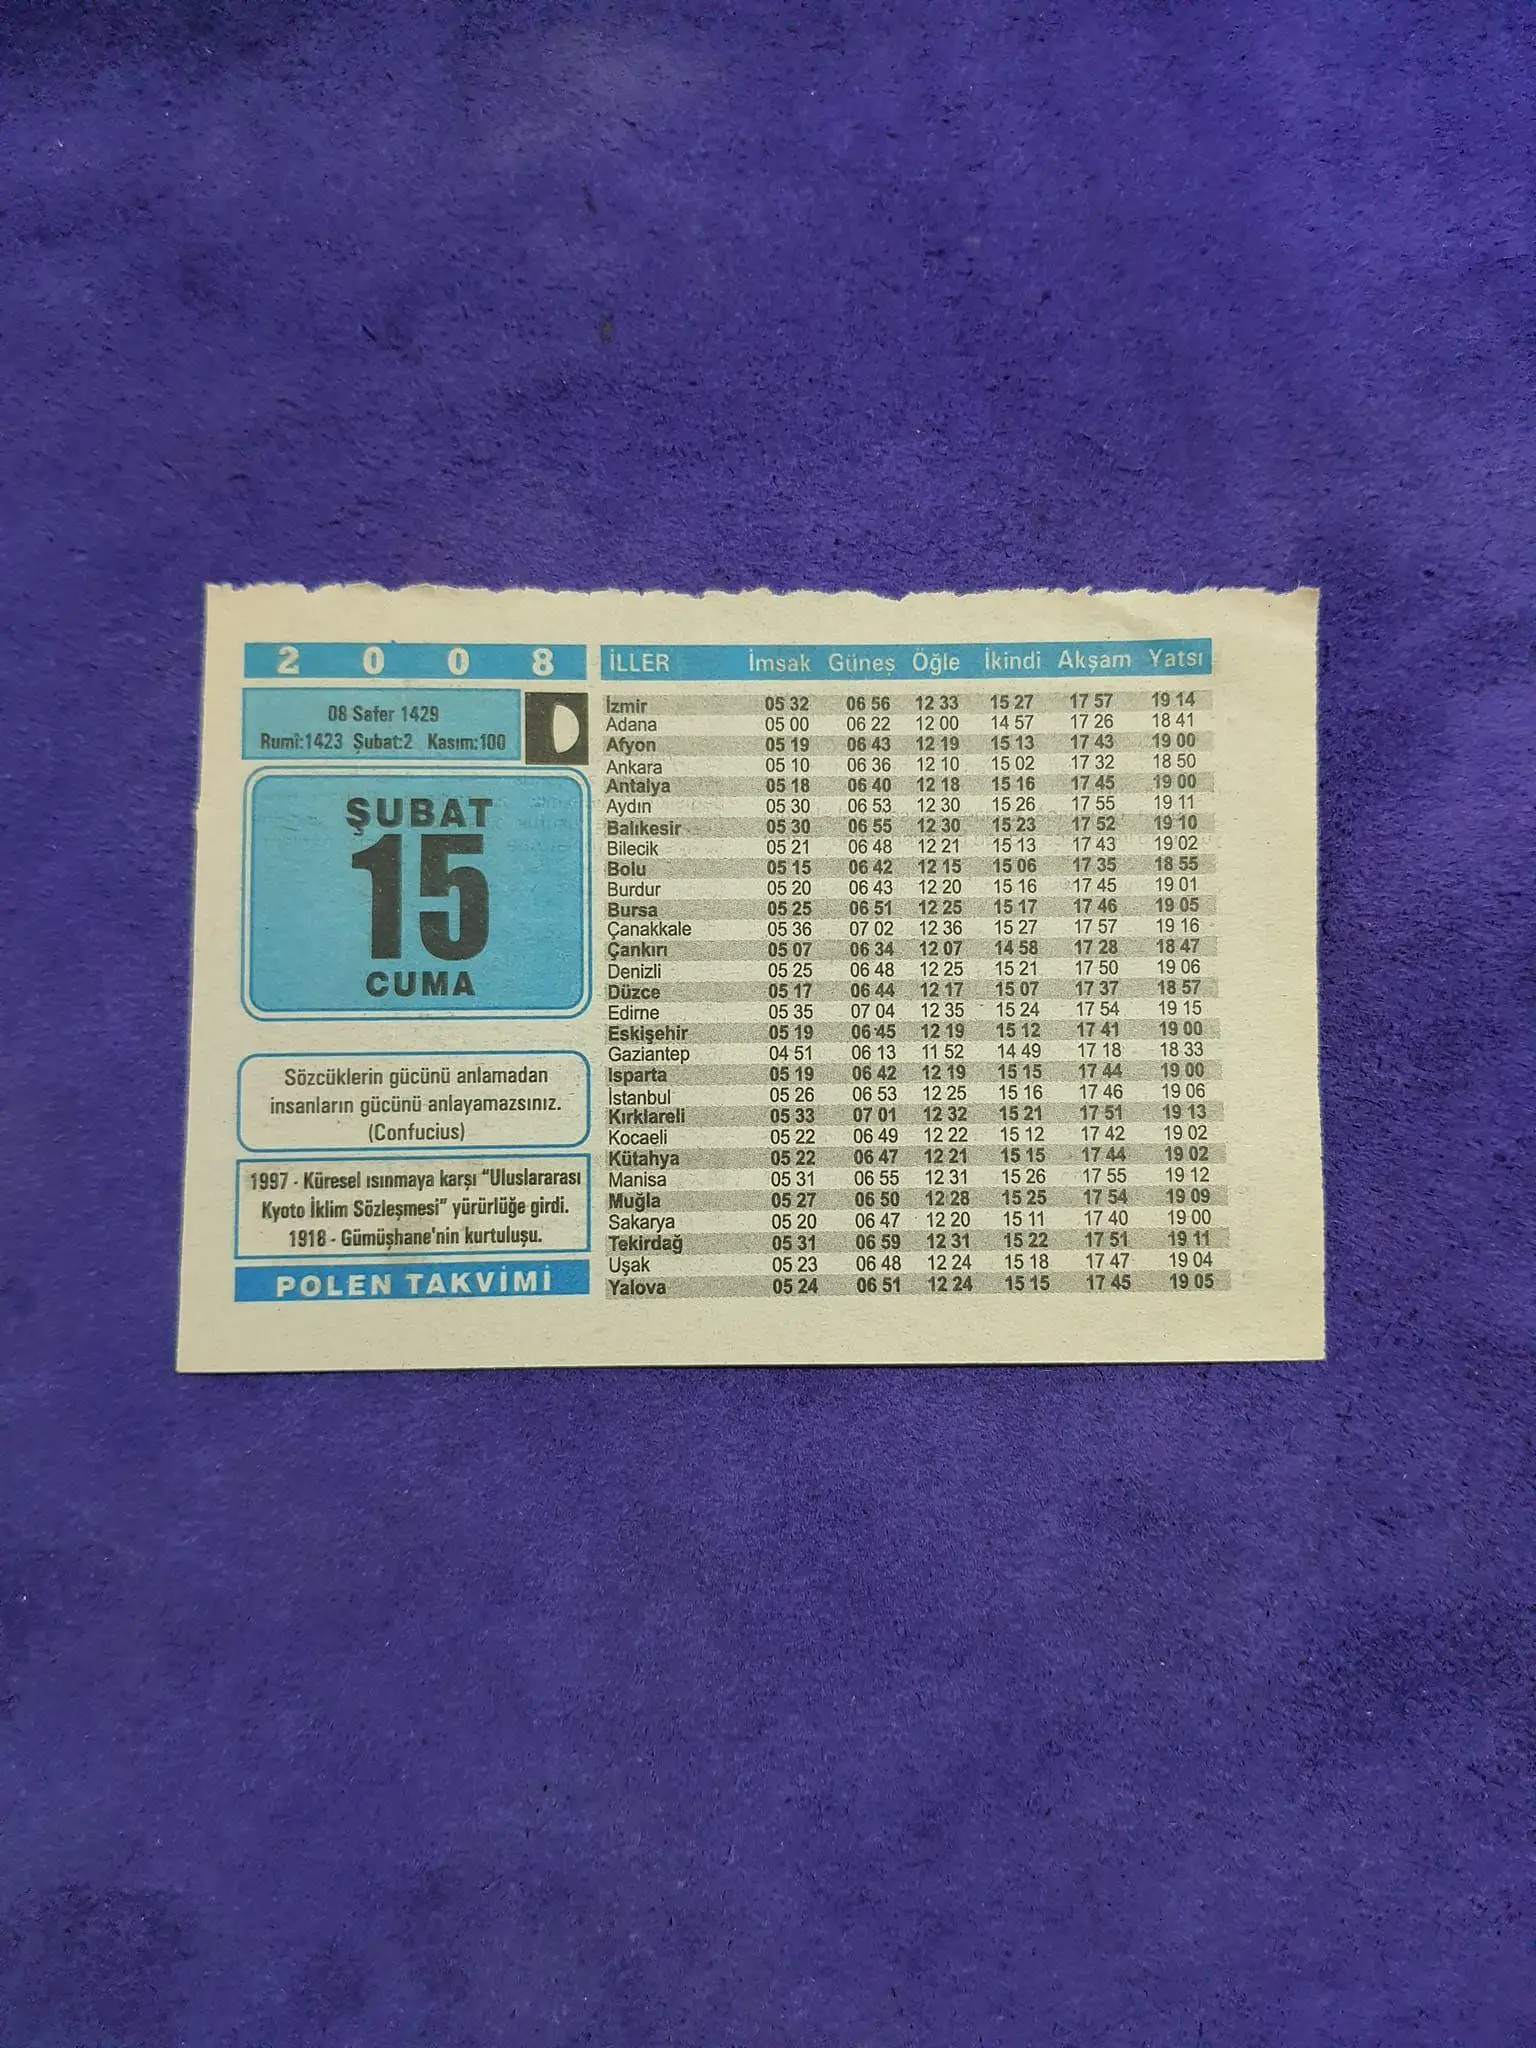 2 0 0 8
08 Safer 1429
Rumî:1423 Şubat:2 Kasım:100
ŞUBAT
15
CUMA
Sözcüklerin gücünü anlamadan
insanların gücünü anlayamazsınız.
(Confucius)
1997 - Küresel ısınmaya karşı "Uluslararası
Kyoto İklim Sözleşmesi" yürürlüğe girdi.
1918 - Gümüşhane'nin kurtuluşu.
POLEN TAKVİMİ
İLLER İmsak Güneş Öğle İkindi Akşam Yatsı
İzmir 05 32 06 56 12 33 15 27 17 57 19 14
Adana 05 00 06 22 12 00 14 57 17 26 18 41
Afyon 05 19 06 43 12 19 15 13 17 43 19 00
Ankara 05 10 06 36 12 10 15 02 17 32 18 50
Antalya 05 18 06 40 12 18 15 16 17 45 19 00
Aydın 05 30 06 53 12 30 15 26 17 55 19 11
Balıkesir 05 30 06 55 12 30 15 23 17 52 19 10
Bilecik 05 21 06 48 12 21 15 13 17 43 19 02
Bolu 05 15 06 42 12 15 15 06 17 35 18 55
Burdur 05 20 06 43 12 20 15 16 17 45 19 01
Bursa 05 25 06 51 12 25 15 17 17 46 19 05
Çanakkale 05 36 07 02 12 36 15 27 17 57 19 16
Çankırı 05 07 06 34 12 07 14 58 17 28 18 47
Denizli 05 25 06 48 12 25 15 21 17 50 19 06
Düzce 05 17 06 44 12 17 15 07 17 37 18 57
Edirne 05 35 07 04 12 35 15 24 17 54 19 15
Eskişehir 05 19 06 45 12 19 15 12 17 41 19 00
Gaziantep 04 51 06 13 11 52 14 49 17 18 18 33
Isparta 05 19 06 42 12 19 15 15 17 44 19 00
İstanbul 05 26 06 53 12 25 15 16 17 46 19 06
Kırklareli 05 33 07 01 12 32 15 21 17 51 19 13
Kocaeli 05 22 06 49 12 22 15 12 17 42 19 02
Kütahya 05 22 06 47 12 21 15 15 17 44 19 02
Manisa 05 31 06 55 12 31 15 26 17 55 19 12
Muğla 05 27 06 50 12 28 15 25 17 54 19 09
Sakarya 05 20 06 47 12 20 15 11 17 40 19 00
Tekirdağ 05 31 06 59 12 31 15 22 17 51 19 11
Uşak 05 23 06 48 12 24 15 18 17 47 19 04
Yalova 05 24 06 51 12 24 15 15 17 45 19 05